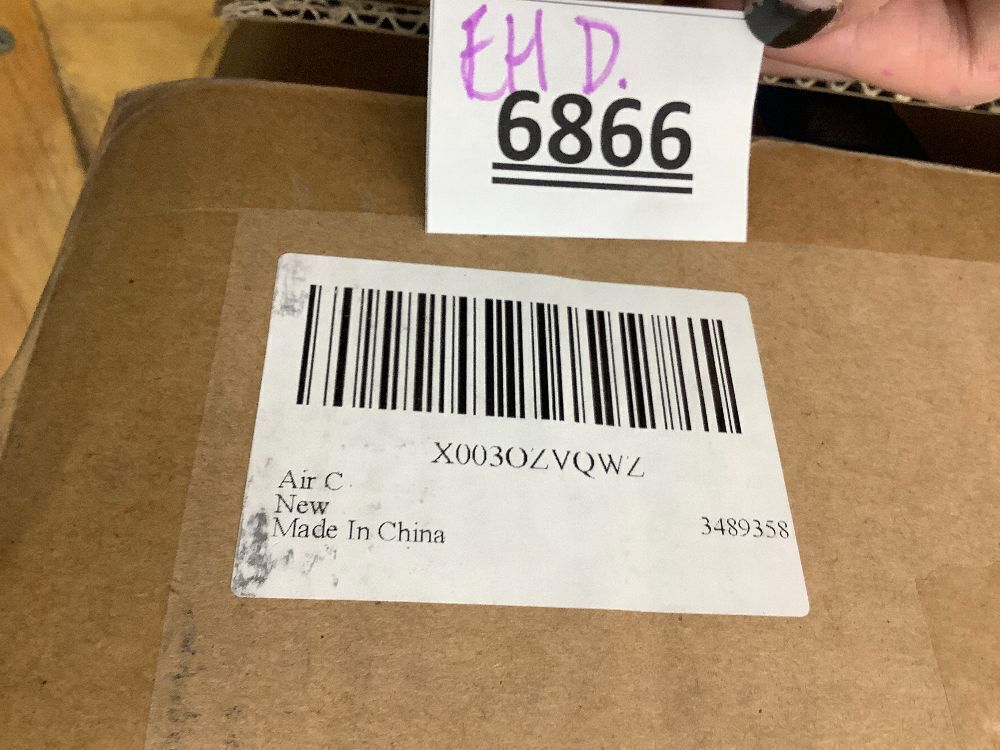 EH D.
6866
X003OZVQWZ
Air C
New
Made In China
3489358